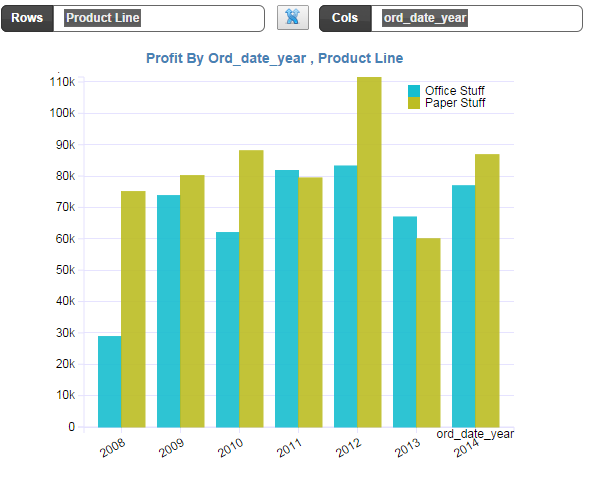 Rows Product Line Cols ord_date_year
Profit By Ord_date_year , Product Line
Office Stuff
Paper Stuff
110k
100k
90k
80k
70k
60k
50k
40k
30k
20k
10k
0
ord_date_year
2008 2009 2010 2011 2012 2013 2014